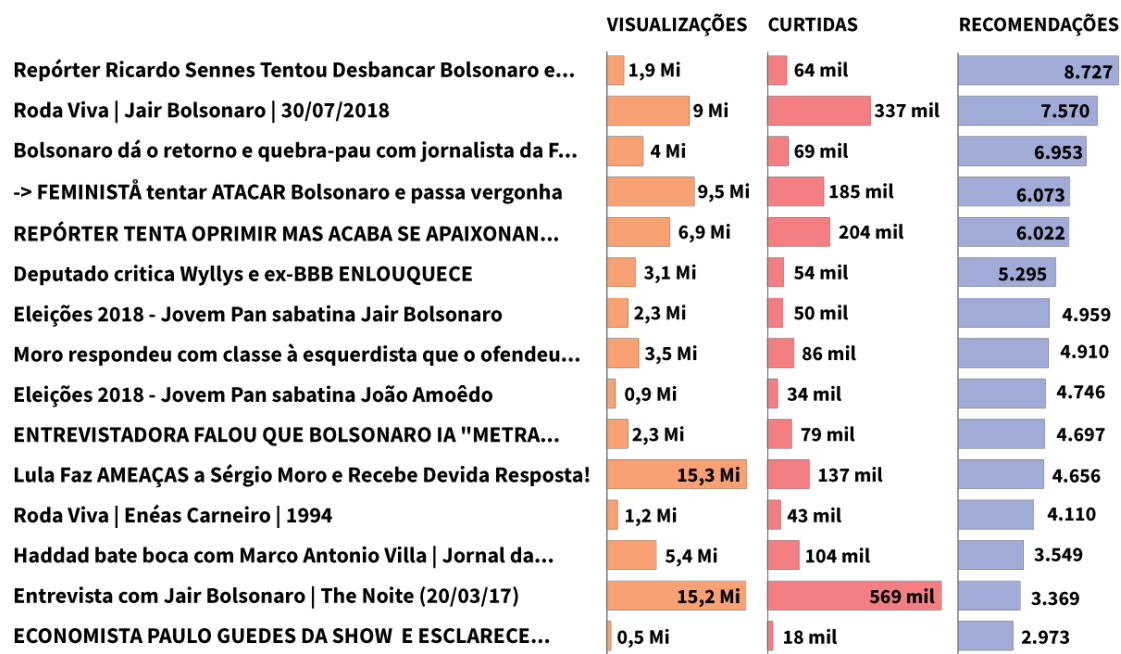 VISUALIZAÇÕES CURTIDAS RECOMENDAÇÕES
Repórter Ricardo Sennes Tentou Desbancar Bolsonaro e... 1,9 Mi 64 mil 8.727
Roda Viva | Jair Bolsonaro | 30/07/2018 9 Mi 337 mil 7.570
Bolsonaro dá o retorno e quebra-pau com jornalista da F... 4 Mi 69 mil 6.953
-> FEMINISTÅ tentar ATACAR Bolsonaro e passa vergonha 9,5 Mi 185 mil 6.073
REPÓRTER TENTA OPRIMIR MAS ACABA SE APAIXONAN... 6,9 Mi 204 mil 6.022
Deputado critica Wyllys e ex-BBB ENLOUQUECE 3,1 Mi 54 mil 5.295
Eleições 2018 - Jovem Pan sabatina Jair Bolsonaro 2,3 Mi 50 mil 4.959
Moro respondeu com classe à esquerdista que o ofendeu... 3,5 Mi 86 mil 4.910
Eleições 2018 - Jovem Pan sabatina João Amoêdo 0,9 Mi 34 mil 4.746
ENTREVISTADORA FALOU QUE BOLSONARO IA "METRA... 2,3 Mi 79 mil 4.697
Lula Faz AMEAÇAS a Sérgio Moro e Recebe Devida Resposta! 15,3 Mi 137 mil 4.656
Roda Viva | Enéas Carneiro | 1994 1,2 Mi 43 mil 4.110
Haddad bate boca com Marco Antonio Villa | Jornal da... 5,4 Mi 104 mil 3.549
Entrevista com Jair Bolsonaro | The Noite (20/03/17) 15,2 Mi 569 mil 3.369
ECONOMISTA PAULO GUEDES DA SHOW E ESCLARECE... 0,5 Mi 18 mil 2.973